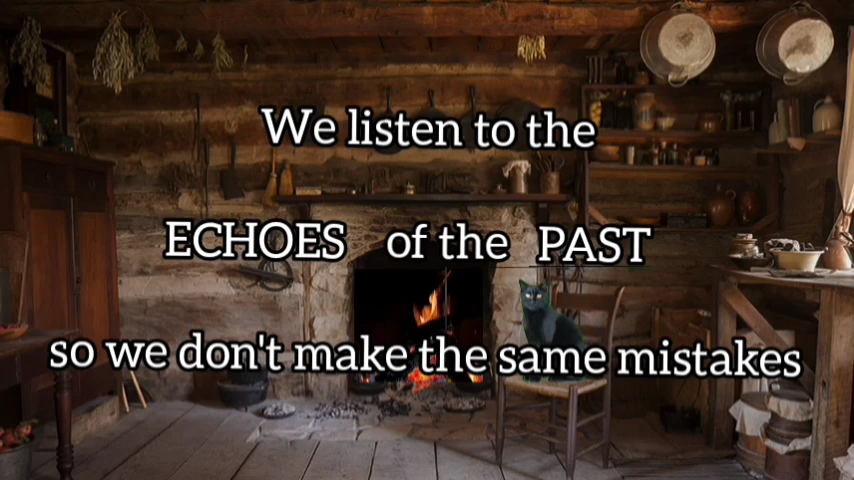 We listen to the
ECHOES of the PAST
so we don't make the same mistakes